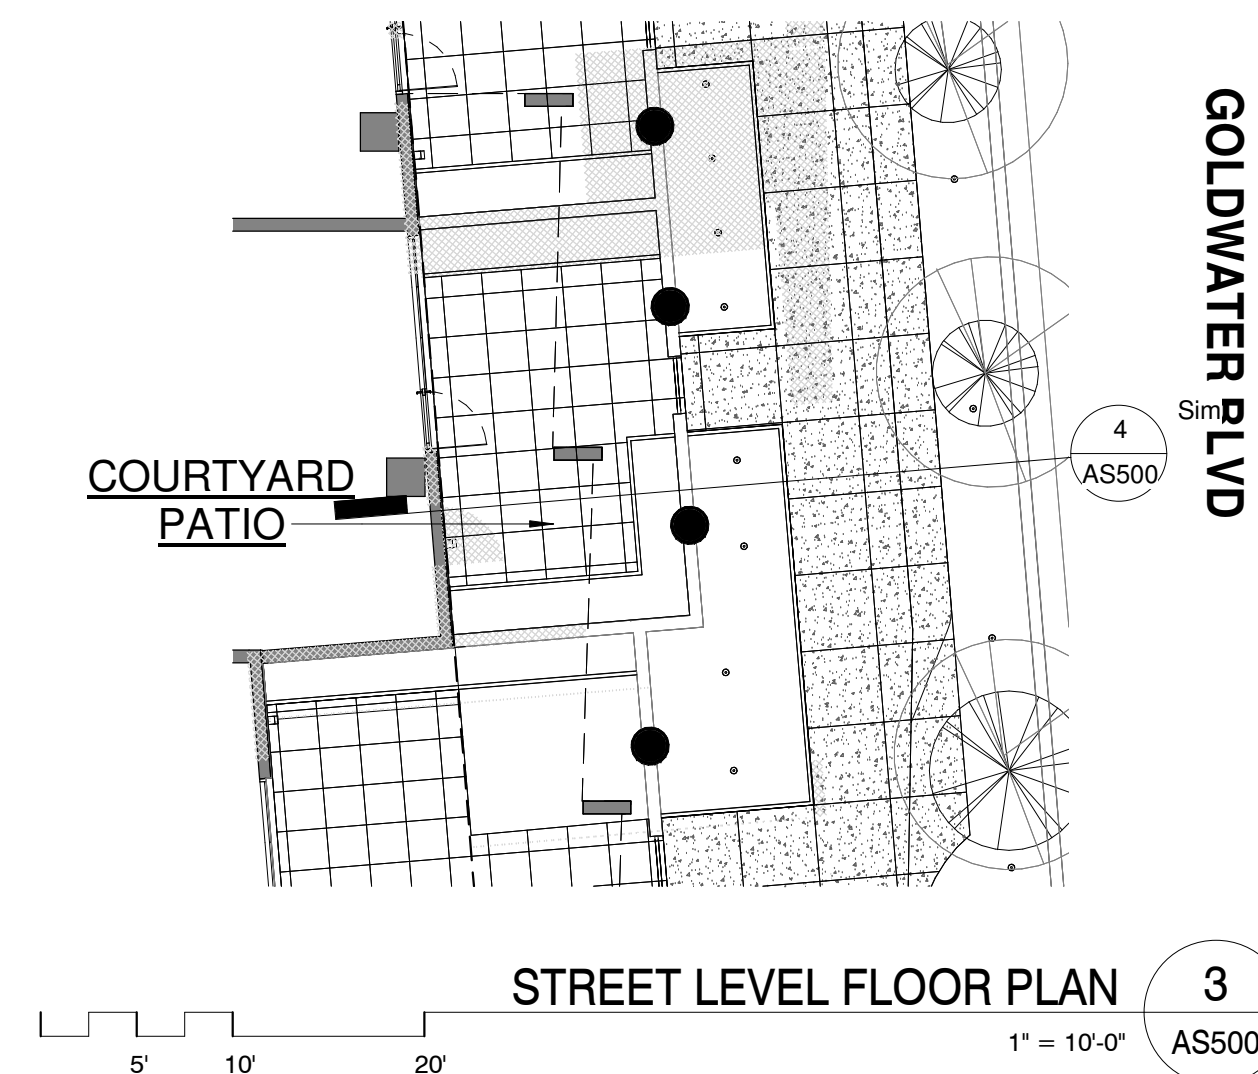 GOLDWATER BLVD
Sim
4
AS500
COURTYARD
PATIO
STREET LEVEL FLOOR PLAN
3
1" = 10'-0"
AS500
5'
10'
20'